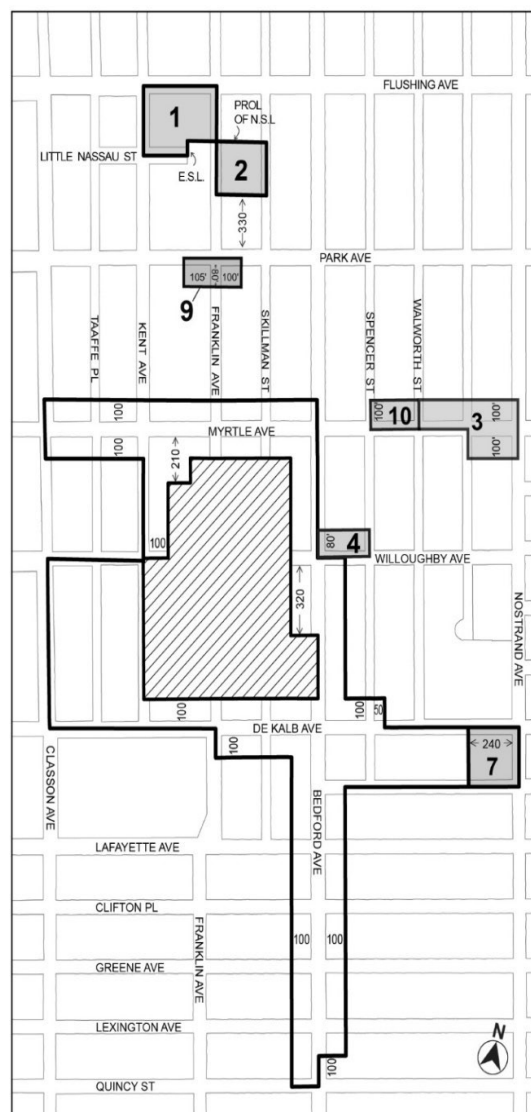 FLUSHING AVE
1
PROL
OF N.S.L
LITTLE NASSAU ST
E.S.L.
2
330
PARK AVE
105'
80'
100'
9
TAAFFE PL
KENT AVE
FRANKLIN AVE
SKILLMAN ST
SPENCER ST
WALWORTH ST
100
100'
10
3
100'
MYRTLE AVE
100
210
100'
80'
4
100
WILLOUGHBY AVE
320
NOSTRAND AVE
100
100
50
DE KALB AVE
100
240
7
CLASSON AVE
BEDFORD AVE
LAFAYETTE AVE
CLIFTON PL
FRANKLIN AVE
100
100
GREENE AVE
LEXINGTON AVE
N
100
QUINCY ST